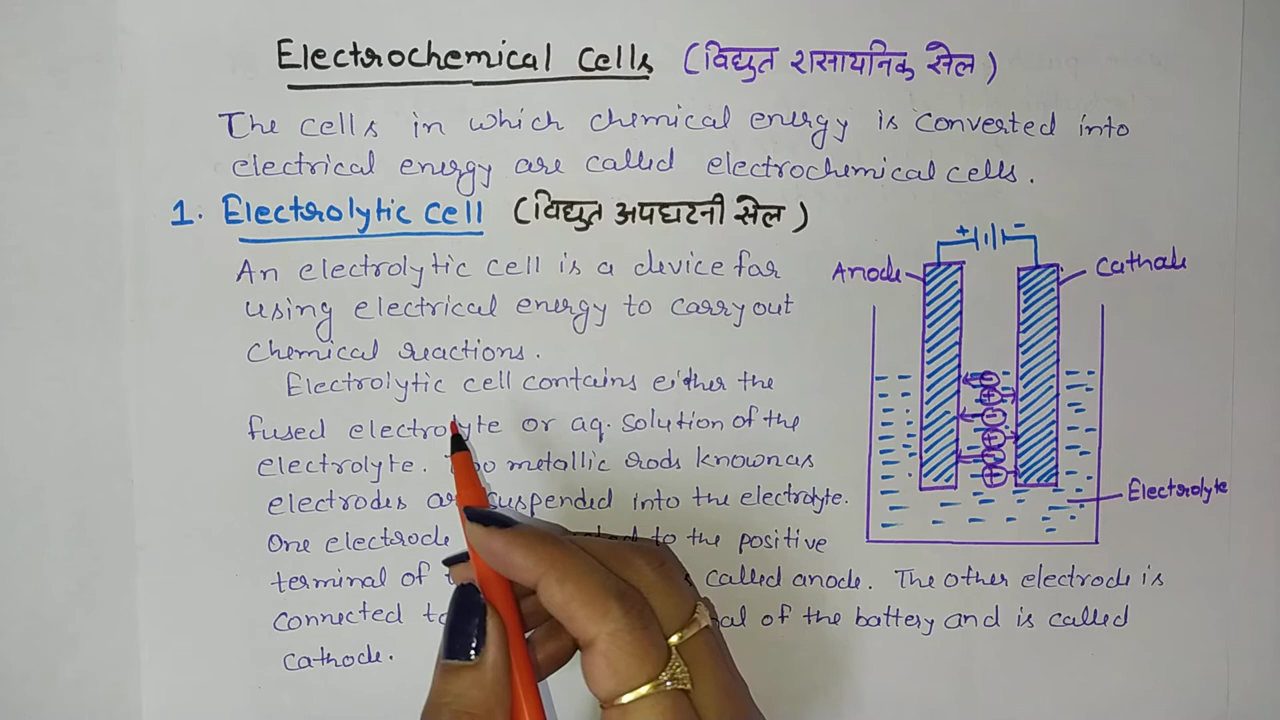 Electrochemical Cells (विद्युत रासायनिक सेल)
The cells in which chemical energy is converted into
electrical energy are called electrochemical cells.
1. Electrolytic Cell (विद्युत अपघटनी सेल)
An electrolytic cell is a device for
using electrical energy to carry out
chemical reactions.
Electrolytic cell contains either the
fused electrolyte or aq. solution of the
electrolyte. metallic rods known as
electrodes suspended into the electrolyte.
One electrode to the positive
terminal of called anode. The other electrode is
connected of the battery and is called
cathode.
+ -
Anode Cathode
- + - + - +
Electrolyte